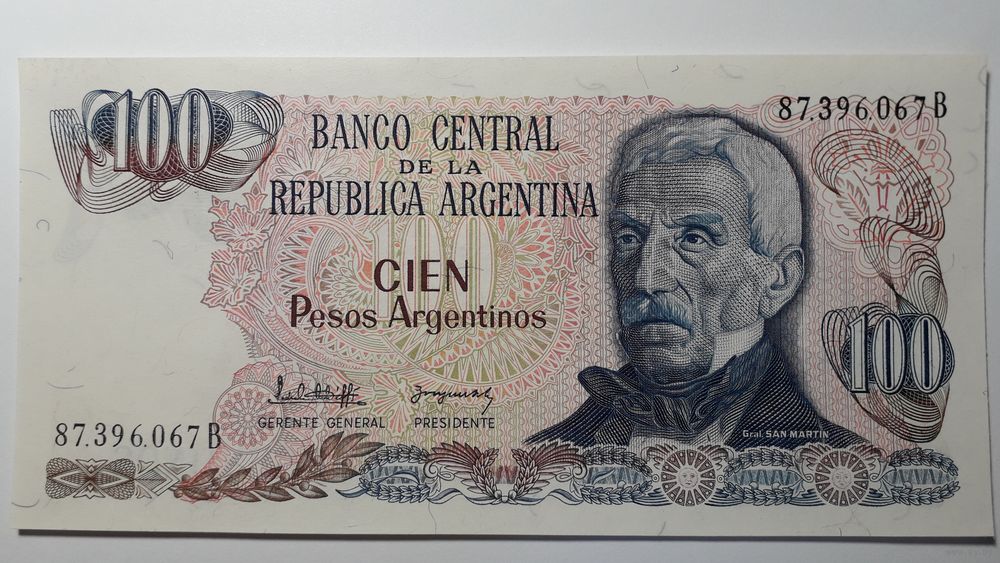 100
BANCO CENTRAL
DE LA
REPUBLICA ARGENTINA
87.396.067 B
100
CIEN
Pesos Argentinos
100
GERENTE GENERAL PRESIDENTE
87.396.067 B
Gral. SAN MARTIN